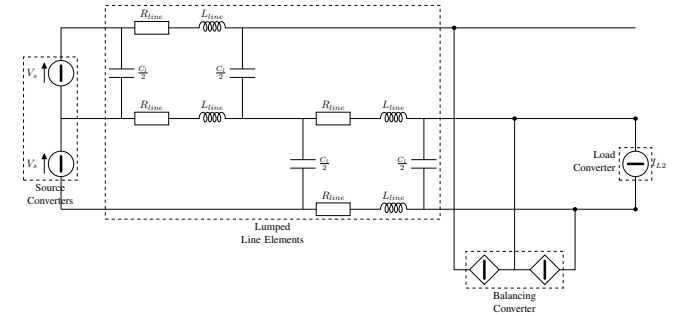 R_line L_line
V_s C_l/2 C_l/2
R_line L_line R_line L_line
V_s C_l/2 C_l/2 Load
Converter I_L2
Source
Converters
R_line L_line
Lumped
Line Elements
Balancing
Converter